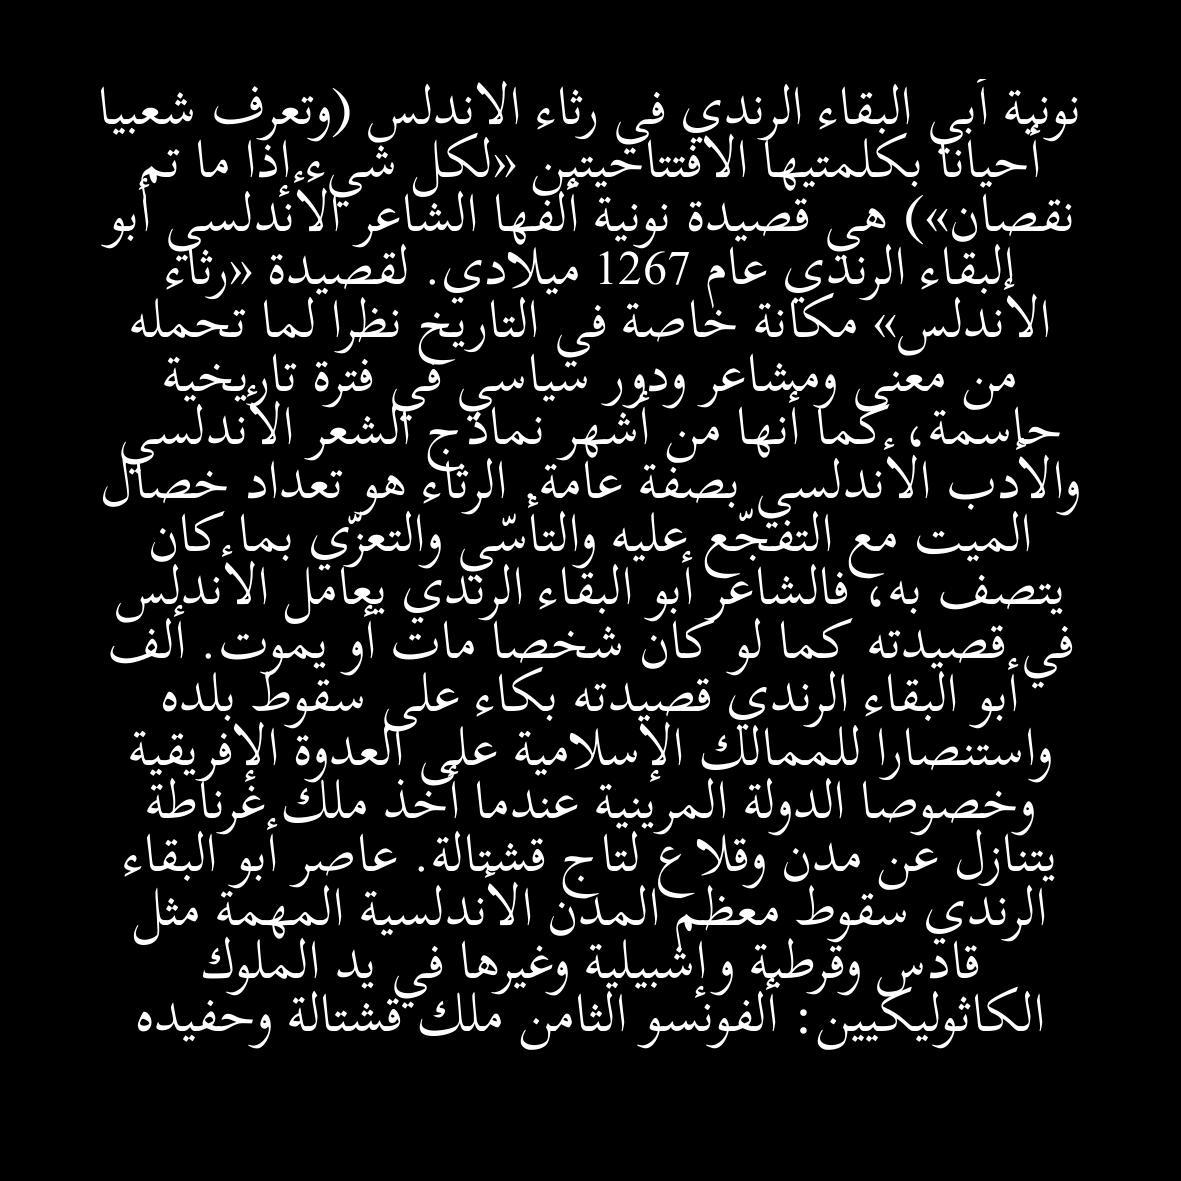 نونية أبي البقاء الرندي في رثاء الأندلس (وتعرف شعبيا
أحيانا بكلمتيها الافتتاحيتين «لكل شيء إذا ما تم
نقصان») هي قصيدة نونية ألفها الشاعر الأندلسي أبو
البقاء الرندي عام 1267 ميلادي. لقصيدة «رثاء
الأندلس» مكانة خاصة في التاريخ نظرا لما تحمله
من معنى ومشاعر ودور سياسي في فترة تاريخية
حاسمة، كما أنها من أشهر نماذج الشعر الأندلسي
والأدب الأندلسي بصفة عامة. الرثاء هو تعداد خصال
الميت مع التفجّع عليه والتأسّي والتعزّي بما كان
يتصف به، فالشاعر أبو البقاء الرندي يعامل الأندلس
في قصيدته كما لو كان شخصا مات أو يموت. ألف
أبو البقاء الرندي قصيدته بكاء على سقوط بلده
واستنصارا للممالك الإسلامية على العدوة الإفريقية
وخصوصا الدولة المرينية عندما أخذ ملك غرناطة
يتنازل عن مدن وقلاع لتاج قشتالة. عاصر أبو البقاء
الرندي سقوط معظم المدن الأندلسية المهمة مثل
قادس وقرطبة وإشبيلية وغيرها في يد الملوك
الكاثوليكيين: ألفونسو الثامن ملك قشتالة وحفيده